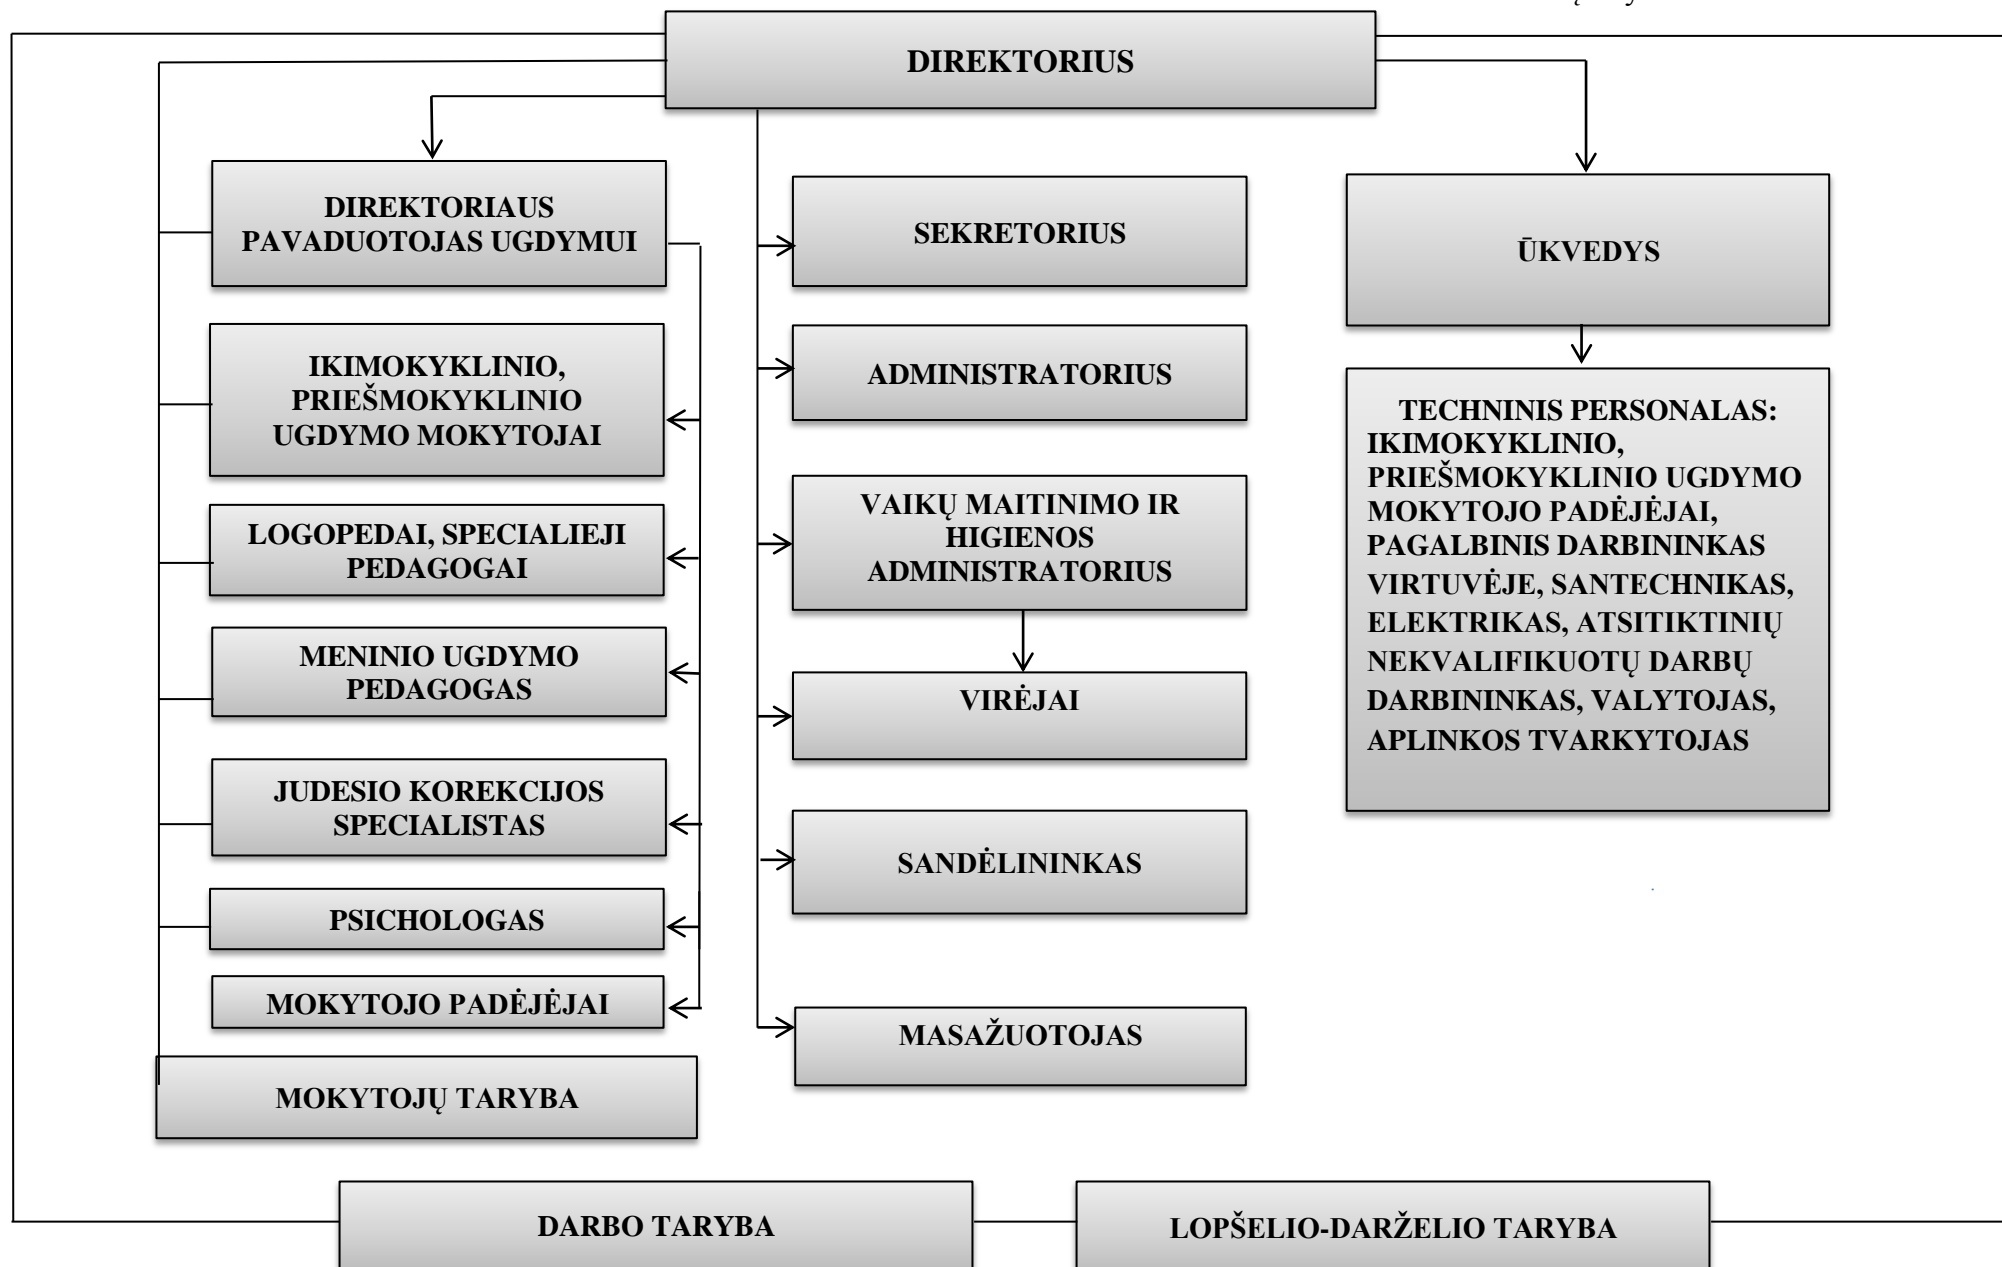 DIREKTORIUS
DIREKTORIAUS
PAVADUOTOJAS UGDYMUI
IKIMOKYKLINIO,
PRIEŠMOKYKLINIO
UGDYMO MOKYTOJAI
LOGOPEDAI, SPECIALIEJI
PEDAGOGAI
MENINIO UGDYMO
PEDAGOGAS
JUDESIO KOREKCIJOS
SPECIALISTAS
PSICHOLOGAS
MOKYTOJO PADĖJĖJAI
MOKYTOJŲ TARYBA
SEKRETORIUS
ADMINISTRATORIUS
VAIKŲ MAITINIMO IR
HIGIENOS
ADMINISTRATORIUS
VIRĖJAI
SANDĖLININKAS
MASAŽUOTOJAS
ŪKVEDYS
TECHNINIS PERSONALAS:
IKIMOKYKLINIO,
PRIEŠMOKYKLINIO UGDYMO
MOKYTOJO PADĖJĖJAI,
PAGALBINIS DARBININKAS
VIRTUVĖJE, SANTECHNIKAS,
ELEKTRIKAS, ATSITIKTINIŲ
NEKVALIFIKUOTŲ DARBŲ
DARBININKAS, VALYTOJAS,
APLINKOS TVARKYTOJAS
DARBO TARYBA
LOPŠELIO-DARŽELIO TARYBA